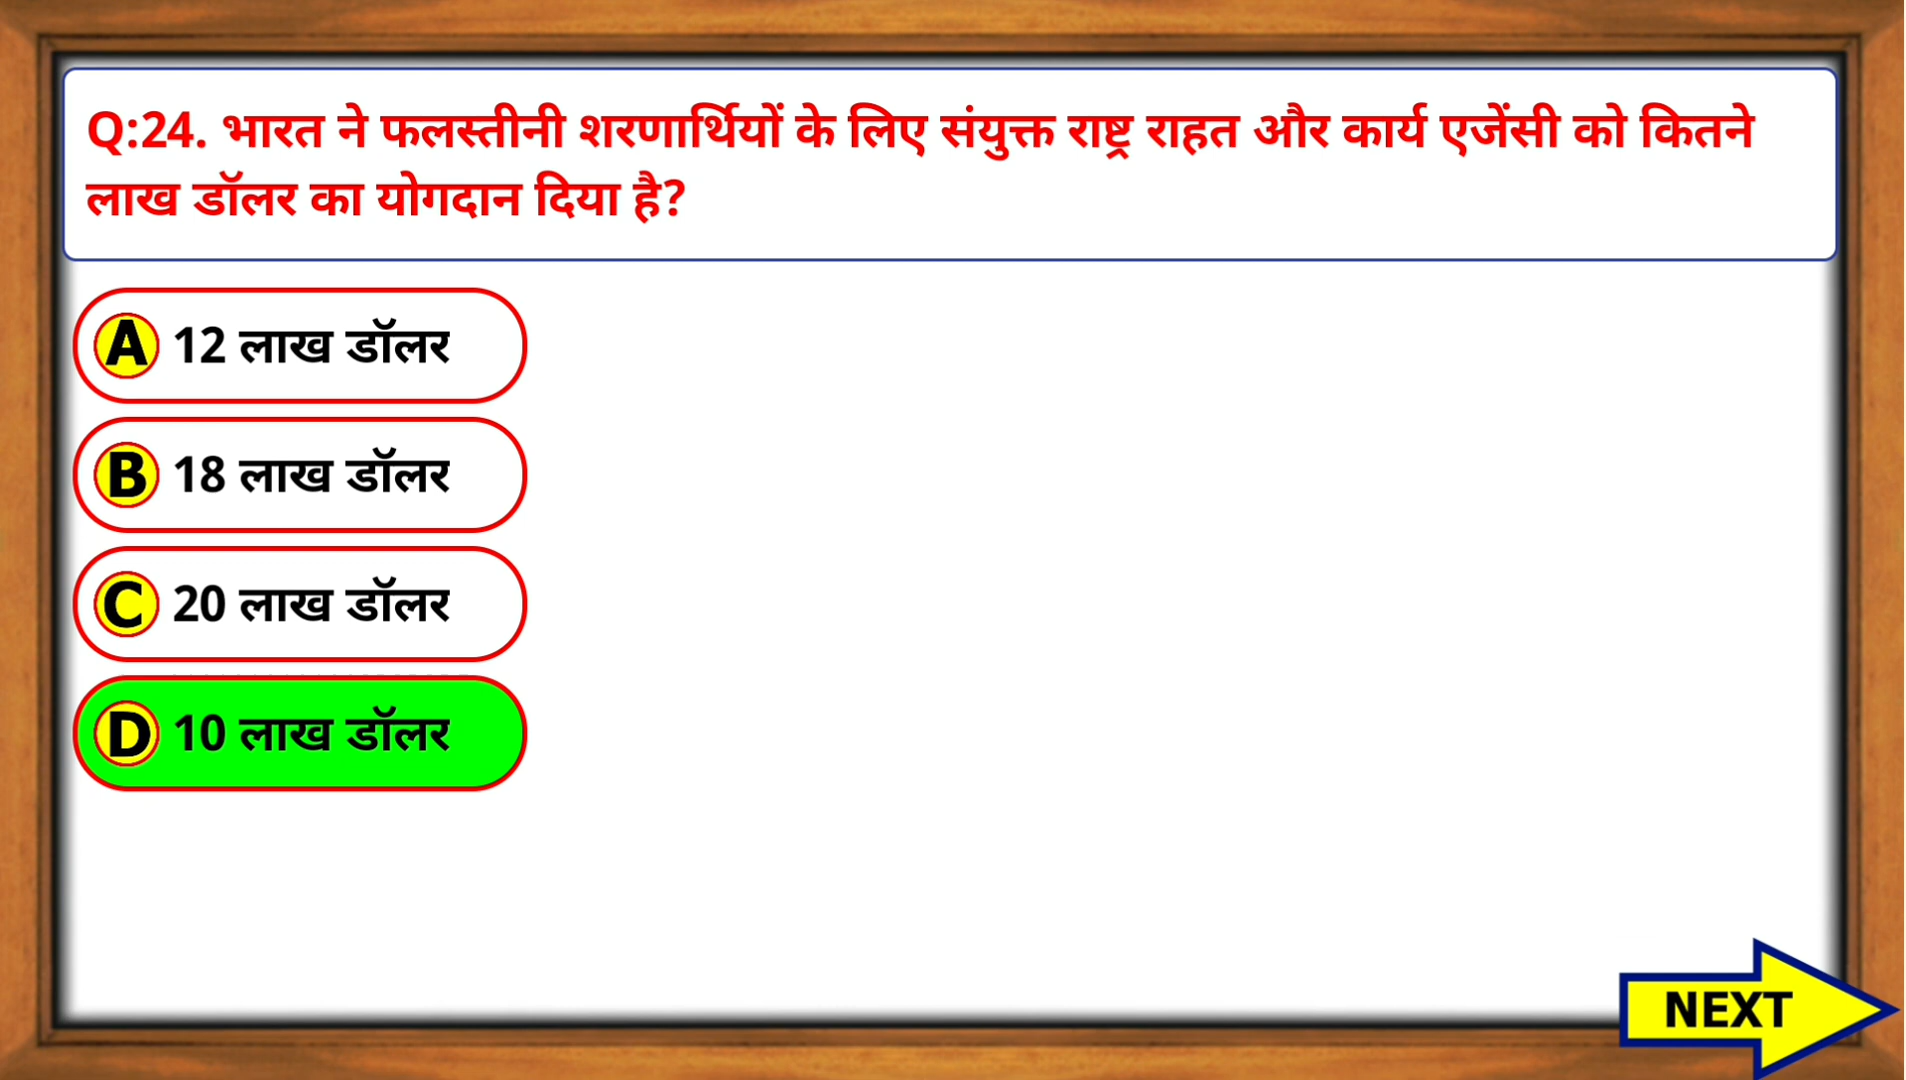 Q:24. भारत ने फलस्तीनी शरणार्थियों के लिए संयुक्त राष्ट्र राहत और कार्य एजेंसी को कितने
लाख डॉलर का योगदान दिया है?
A 12 लाख डॉलर
B 18 लाख डॉलर
C 20 लाख डॉलर
D 10 लाख डॉलर
NEXT